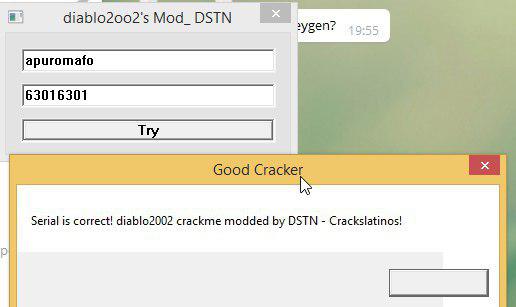 diablo2oo2's Mod_ DSTN
eygen?
19:55
apuromafo
63016301
Try
Good Cracker
Serial is correct! diablo2002 crackme modded by DSTN - Crackslatinos!